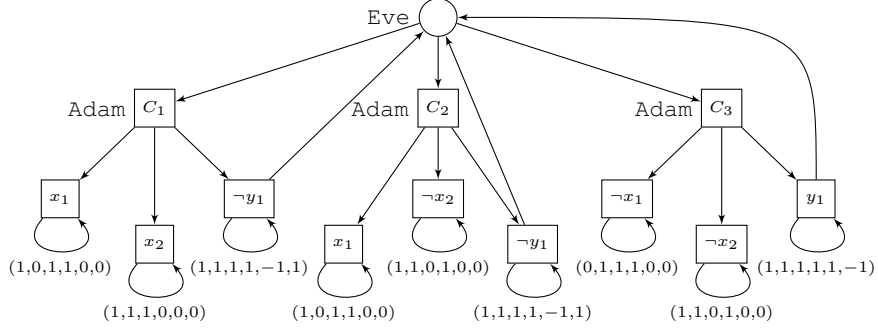 Eve
Adam C1 Adam C2 Adam C3
x1 ¬y1 ¬x2 ¬x1 y1
x2 x1 ¬y1 ¬x2
(1,0,1,1,0,0) (1,1,1,1,-1,1) (1,1,0,1,0,0) (0,1,1,1,0,0) (1,1,1,1,1,-1)
(1,1,1,0,0,0) (1,0,1,1,0,0) (1,1,1,1,-1,1) (1,1,0,1,0,0)